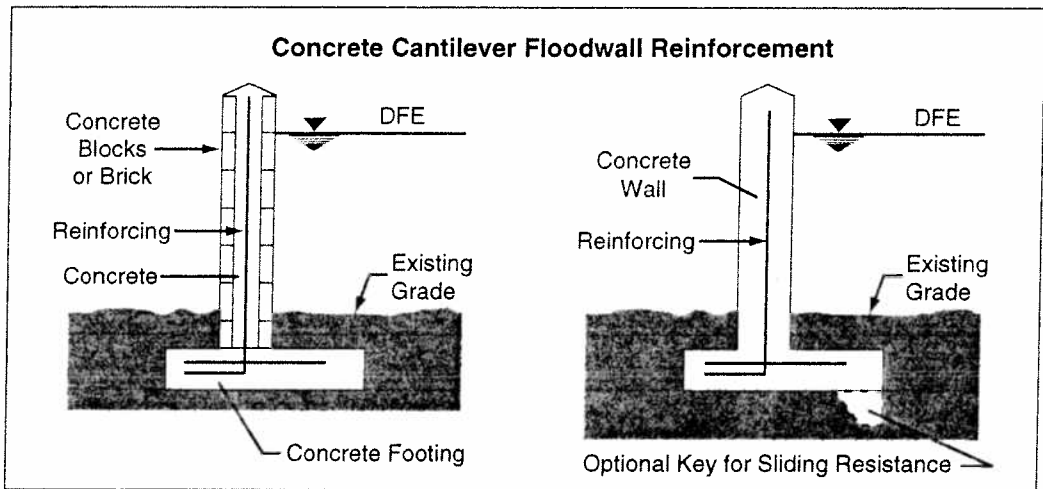 Concrete Cantilever Floodwall Reinforcement
Concrete
Blocks
or Brick
DFE
Reinforcing
Concrete
Existing
Grade
Concrete Footing
DFE
Concrete
Wall
Reinforcing
Existing
Grade
Optional Key for Sliding Resistance